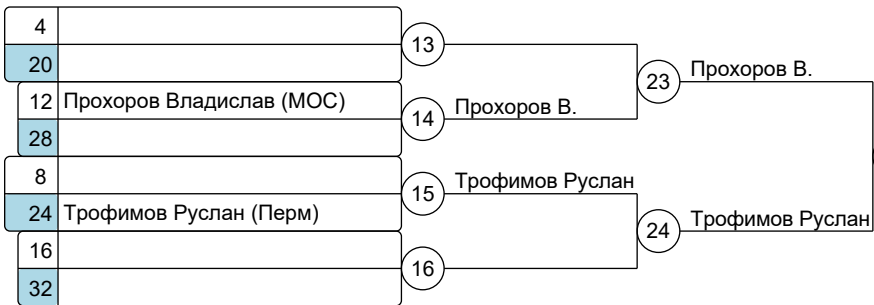 4
13
20
23 Прохоров В.
12 Прохоров Владислав (МОС)
14 Прохоров В.
28
8
15 Трофимов Руслан
24 Трофимов Руслан (Перм)
24 Трофимов Руслан
16
16
32